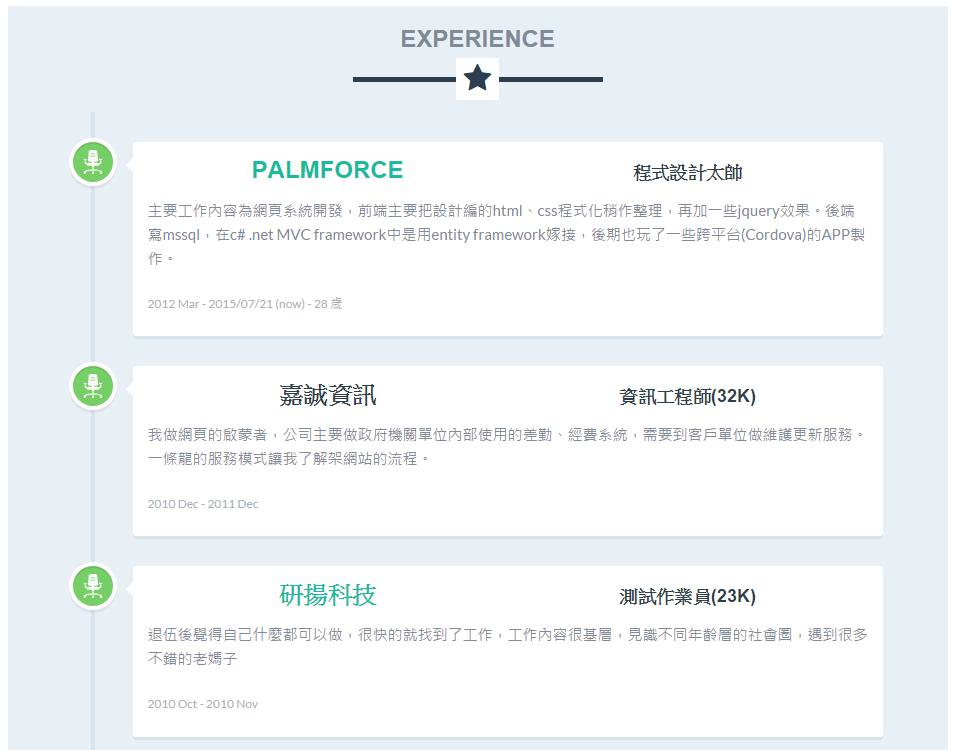 EXPERIENCE
PALMFORCE
程式設計太帥
主要工作內容為網頁系統開發，前端主要把設計編的html、css程式化稍作整理，再加一些jquery效果。後端
寫mssql，在c# .net MVC framework中是用entity framework嫁接，後期也玩了一些跨平台(Cordova)的APP製
作。
2012 Mar - 2015/07/21 (now) - 28 歲
嘉誠資訊
資訊工程師(32K)
我做網頁的啟蒙者，公司主要做政府機關單位內部使用的差勤、經費系統，需要到客戶單位做維護更新服務。
一條龍的服務模式讓我了解架網站的流程。
2010 Dec - 2011 Dec
研揚科技
測試作業員(23K)
退伍後覺得自己什麼都可以做，很快的就找到了工作，工作內容很基層，見識不同年齡層的社會圈，遇到很多
不錯的老媽子
2010 Oct - 2010 Nov